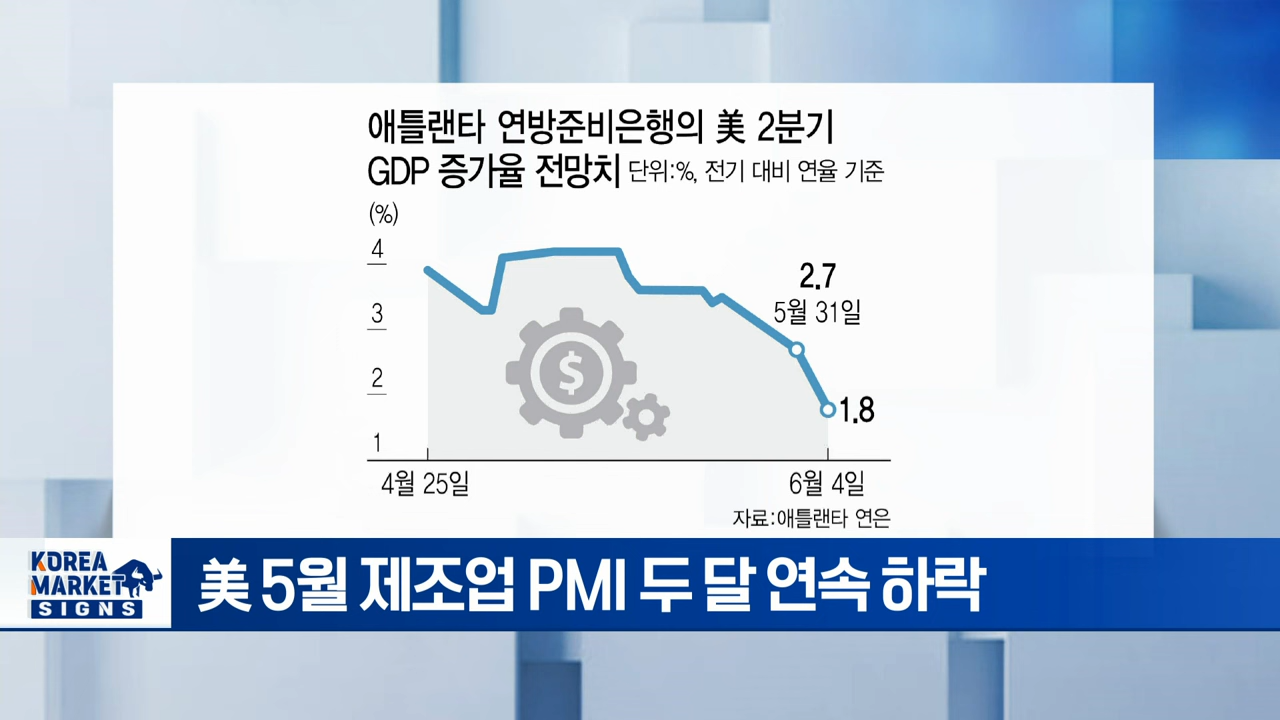 애틀랜타 연방준비은행의 美 2분기
GDP 증가율 전망치 단위:%, 전기 대비 연율 기준
(%)
4
3
2
1
2.7
5월 31일
1.8
$
4월 25일
6월 4일
자료:애틀랜타 연은
KOREA
MARKET
SIGNS
美 5월 제조업 PMI 두 달 연속 하락